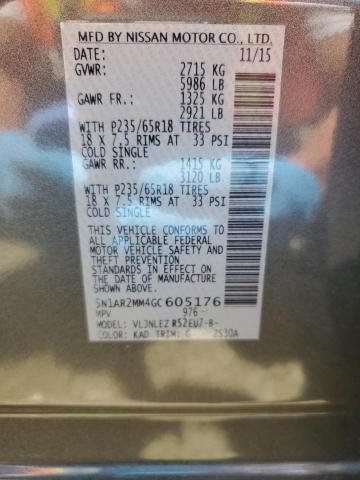 MFD BY NISSAN MOTOR CO., LTD.
DATE: 11/15
GVWR: 2715 KG
5986 LB
GAWR FR.: 1325 KG
2921 LB
WITH P235/65R18 TIRES
18 X 7.5 RIMS AT 33 PSI
COLD SINGLE
GAWR RR.: 1415 KG
3120 LB
WITH P235/65R18 TIRES
18 X 7.5 RIMS AT 33 PSI
COLD SINGLE
THIS VEHICLE CONFORMS TO
ALL APPLICABLE FEDERAL
MOTOR VEHICLE SAFETY AND
AND THEFT PREVENTION
STANDARDS IN EFFECT ON
THE DATE OF MANUFACTURE
SHOWN ABOVE.
5N1AR2MM4GC605176
MPV 976
MODEL: VLJNLEZ R52EU7-B-
COLOR: KAD TRIM: